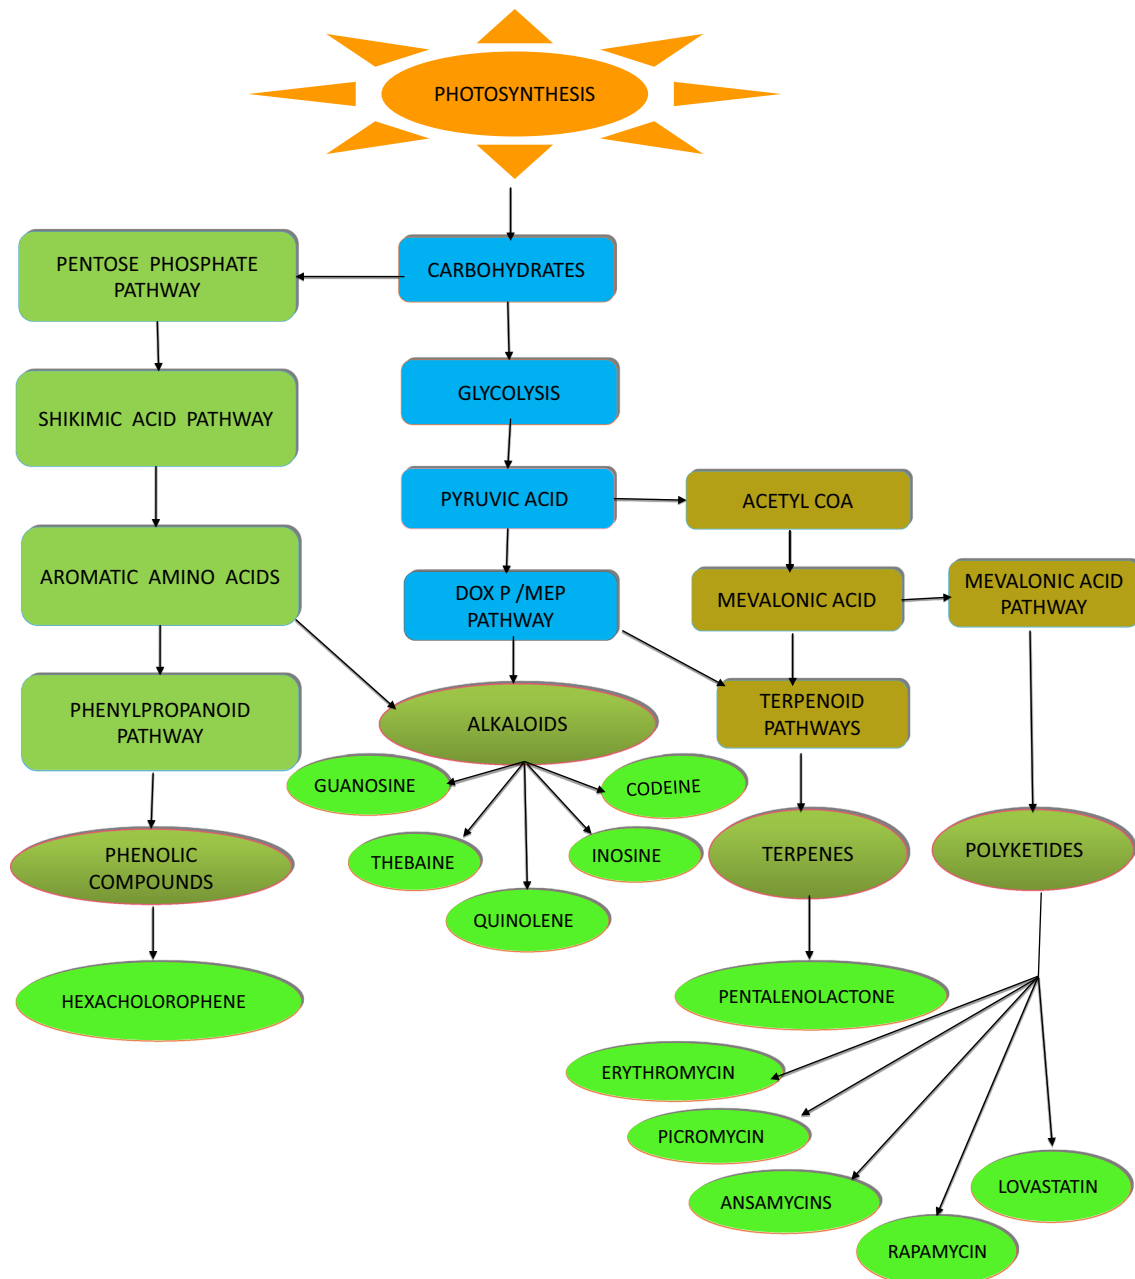 PHOTOSYNTHESIS
PENTOSE PHOSPHATE
PATHWAY
CARBOHYDRATES
SHIKIMIC ACID PATHWAY
GLYCOLYSIS
PYRUVIC ACID
ACETYL COA
AROMATIC AMINO ACIDS
DOX P /MEP
PATHWAY
MEVALONIC ACID
MEVALONIC ACID
PATHWAY
PHENYLPROPANOID
PATHWAY
ALKALOIDS
TERPENOID
PATHWAYS
GUANOSINE
CODEINE
THEBAINE
INOSINE
QUINOLENE
PHENOLIC
COMPOUNDS
TERPENES
POLYKETIDES
HEXACHOLOROPHENE
PENTALENOLACTONE
ERYTHROMYCIN
PICROMYCIN
ANSAMYCINS
LOVASTATIN
RAPAMYCIN